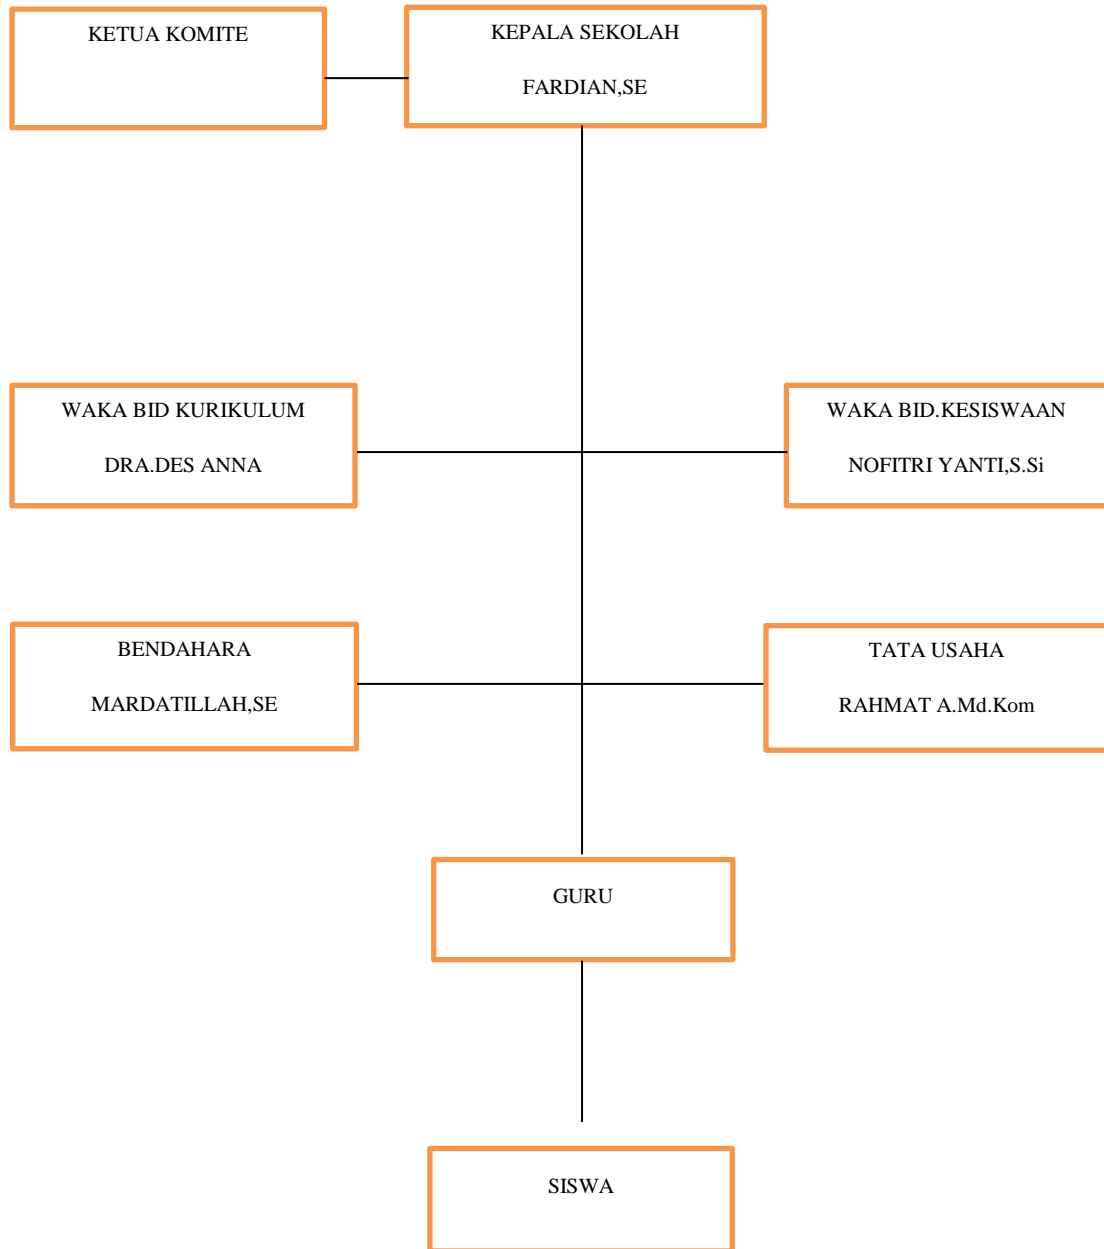 KETUA KOMITE
KEPALA SEKOLAH
FARDIAN,SE
WAKA BID KURIKULUM
DRA.DES ANNA
WAKA BID.KESISWAAN
NOFITRI YANTI,S.Si
BENDAHARA
MARDATILLAH,SE
TATA USAHA
RAHMAT A.Md.Kom
GURU
SISWA